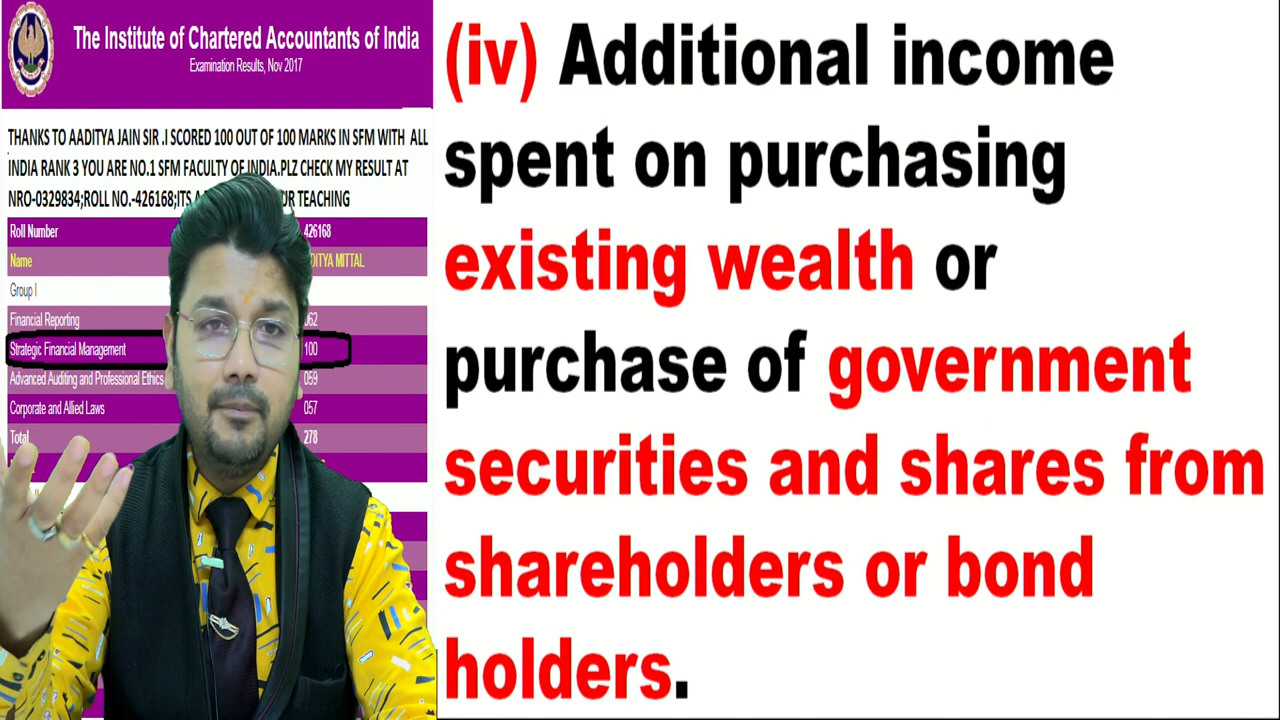 The Institute of Chartered Accountants of India
Examination Results, Nov 2017
THANKS TO AADITYA JAIN SIR .I SCORED 100 OUT OF 100 MARKS IN SFM WITH ALL
INDIA RANK 3 YOU ARE NO.1 SFM FACULTY OF INDIA.PLZ CHECK MY RESULT AT
NRO-0329834;ROLL NO.-426168;ITS TEACHING
Roll Number 426168
Name MITTAL
Group I
Financial Reporting 062
Strategic Financial Management 100
Advanced Auditing and Professional Ethics 059
Corporate and Allied Laws 057
Total 278
(iv) Additional income
spent on purchasing
existing wealth or
purchase of government
securities and shares from
shareholders or bond
holders.